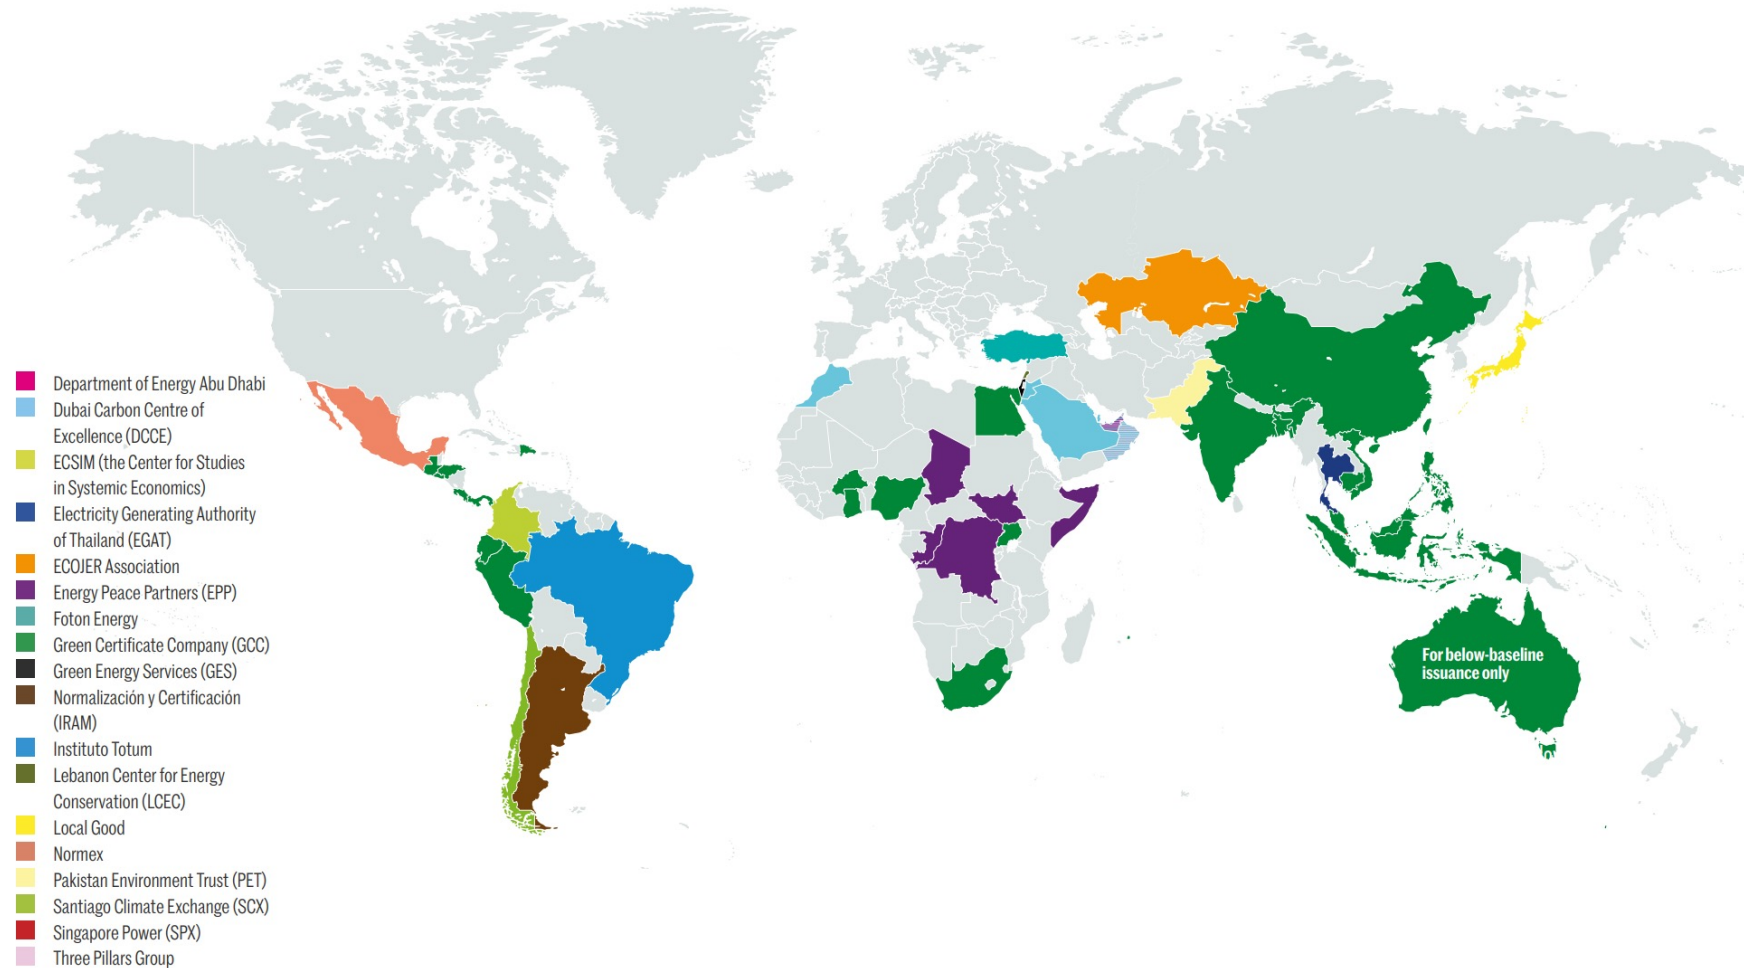 Department of Energy Abu Dhabi
Dubai Carbon Centre of
Excellence (DCCE)
ECSIM (the Center for Studies
in Systemic Economics)
Electricity Generating Authority
of Thailand (EGAT)
ECOJER Association
Energy Peace Partners (EPP)
Foton Energy
Green Certificate Company (GCC)
Green Energy Services (GES)
Normalización y Certificación
(IRAM)
Instituto Totum
Lebanon Center for Energy
Conservation (LCEC)
Local Good
Normex
Pakistan Environment Trust (PET)
Santiago Climate Exchange (SCX)
Singapore Power (SPX)
Three Pillars Group
For below-baseline
issuance only